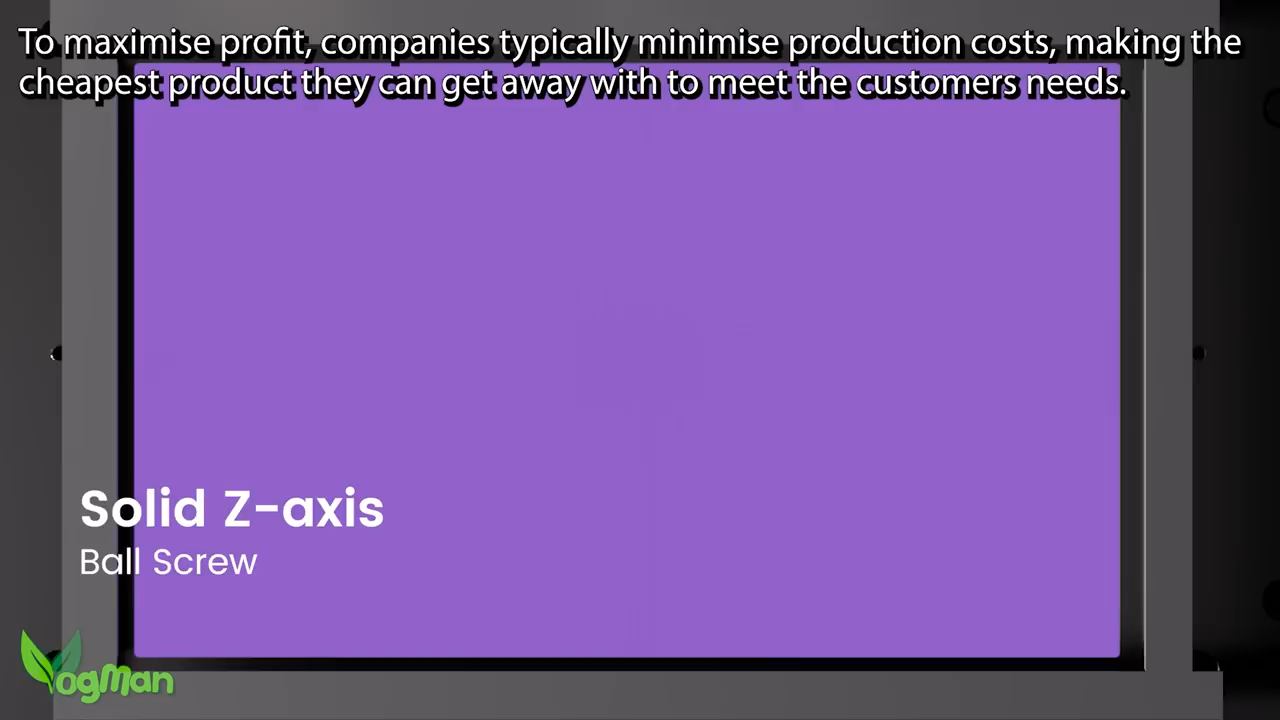 To maximise profit, companies typically minimise production costs, making the
cheapest product they can get away with to meet the customers needs.
Solid Z-axis
Ball Screw
YogMan